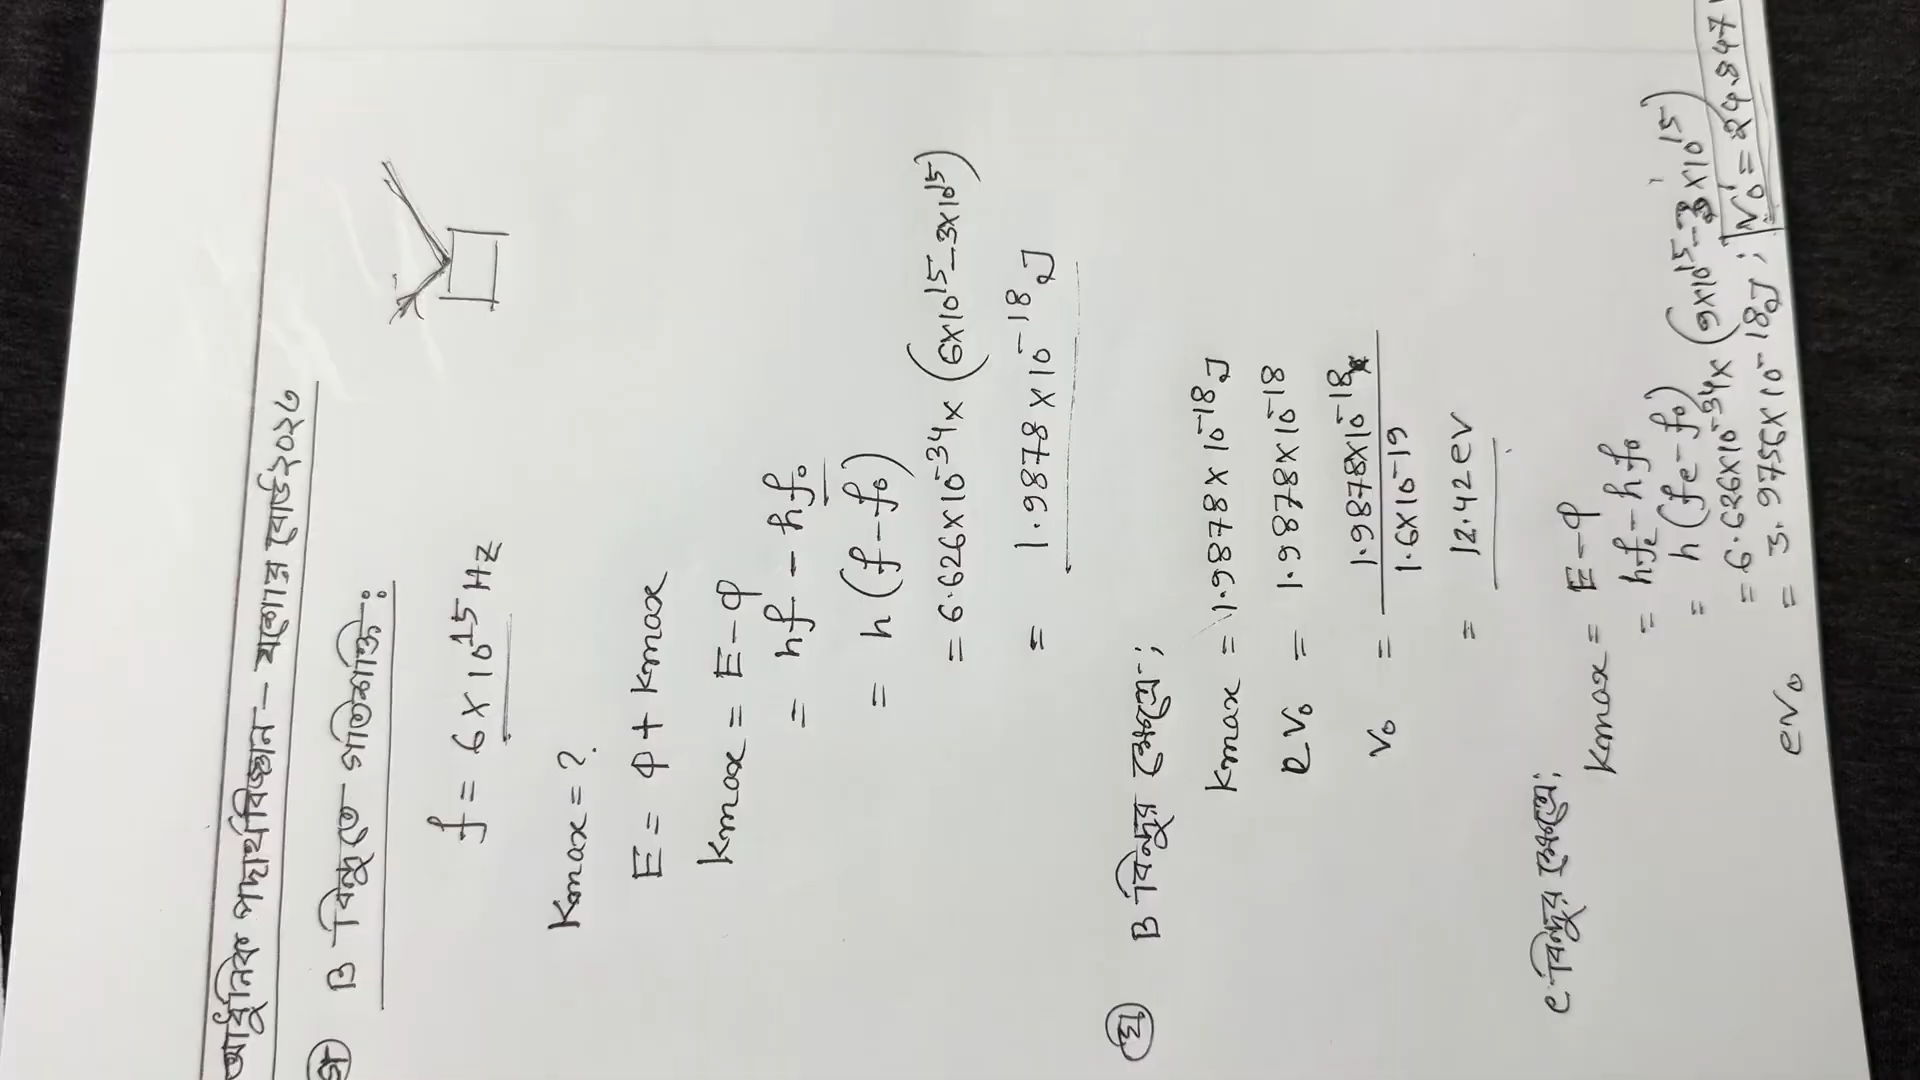 আধুনিক পদার্থবিজ্ঞান - যশোর বোর্ড ২০২৩
গ B বিন্দু তে গতিশক্তি:
f = 6 × 10^15 Hz
Kmax = ?
E = φ + Kmax
Kmax = E - φ
= hf - hf₀
= h (f - f₀)
= 6.626×10^-34 × (6×10^15 - 3×10^15)
= 1.9878 × 10^-18 J
ঘ B বিন্দুর ক্ষেত্রে;
Kmax = 1.9878 × 10^-18 J
eV₀ = 1.9878 × 10^-18
V₀ = 1.9878×10^-18 / 1.6×10^-19
= 12.42 ev
C বিন্দুর ক্ষেত্রে;
Kmax = E - φ
= hfc - hf₀
= h (fc - f₀)
= 6.626×10^-34 × (9×10^15 - 3×10^15)
eV₀ = 3.9756×10^-18 J; V₀' = 24.847